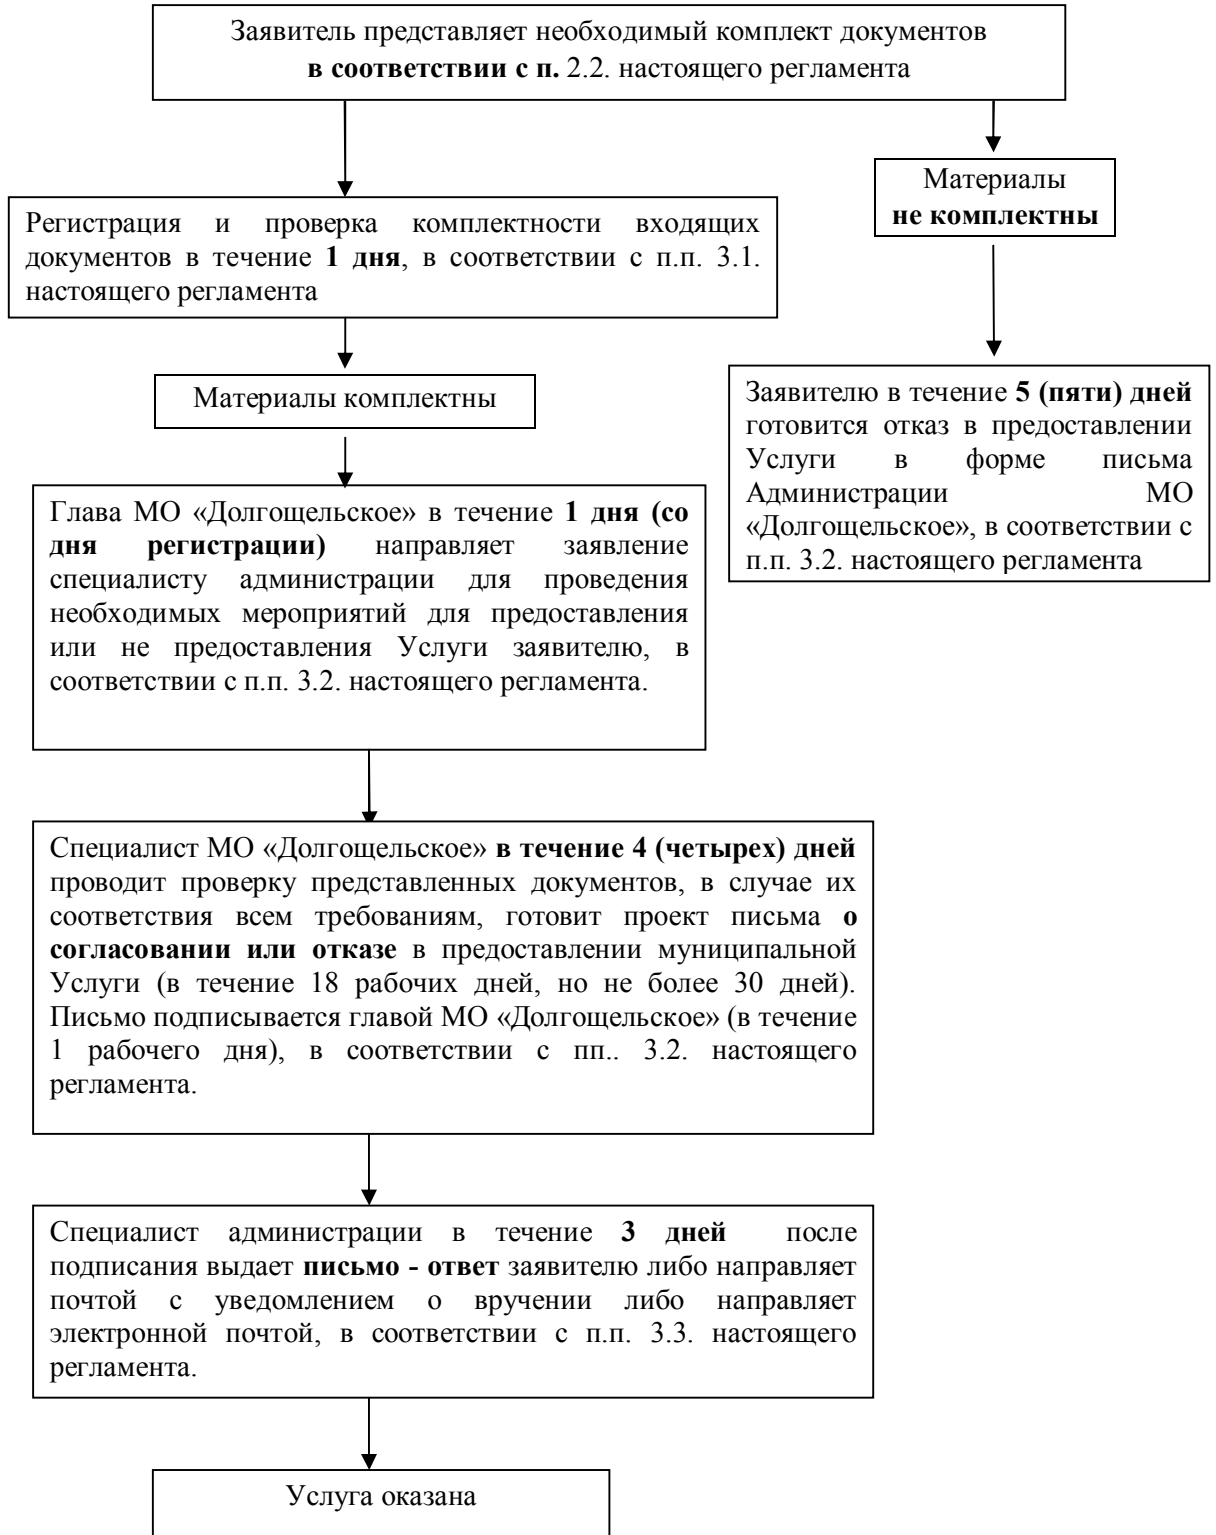 Заявитель представляет необходимый комплект документов
в соответствии с п. 2.2. настоящего регламента
Материалы
не комплектны
Регистрация и проверка комплектности входящих
документов в течение 1 дня, в соответствии с п.п. 3.1.
настоящего регламента
Материалы комплектны
Заявителю в течение 5 (пяти) дней
готовится отказ в предоставлении
Услуги в форме письма
Администрации МО
«Долгощельское», в соответствии с
п.п. 3.2. настоящего регламента
Глава МО «Долгощельское» в течение 1 дня (со
дня регистрации) направляет заявление
специалисту администрации для проведения
необходимых мероприятий для предоставления
или не предоставления Услуги заявителю, в
соответствии с п.п. 3.2. настоящего регламента.
Специалист МО «Долгощельское» в течение 4 (четырех) дней
проводит проверку представленных документов, в случае их
соответствия всем требованиям, готовит проект письма о
согласовании или отказе в предоставлении муниципальной
Услуги (в течение 18 рабочих дней, но не более 30 дней).
Письмо подписывается главой МО «Долгощельское» (в течение
1 рабочего дня), в соответствии с пп.. 3.2. настоящего
регламента.
Специалист администрации в течение 3 дней после
подписания выдает письмо - ответ заявителю либо направляет
почтой с уведомлением о вручении либо направляет
электронной почтой, в соответствии с п.п. 3.3. настоящего
регламента.
Услуга оказана